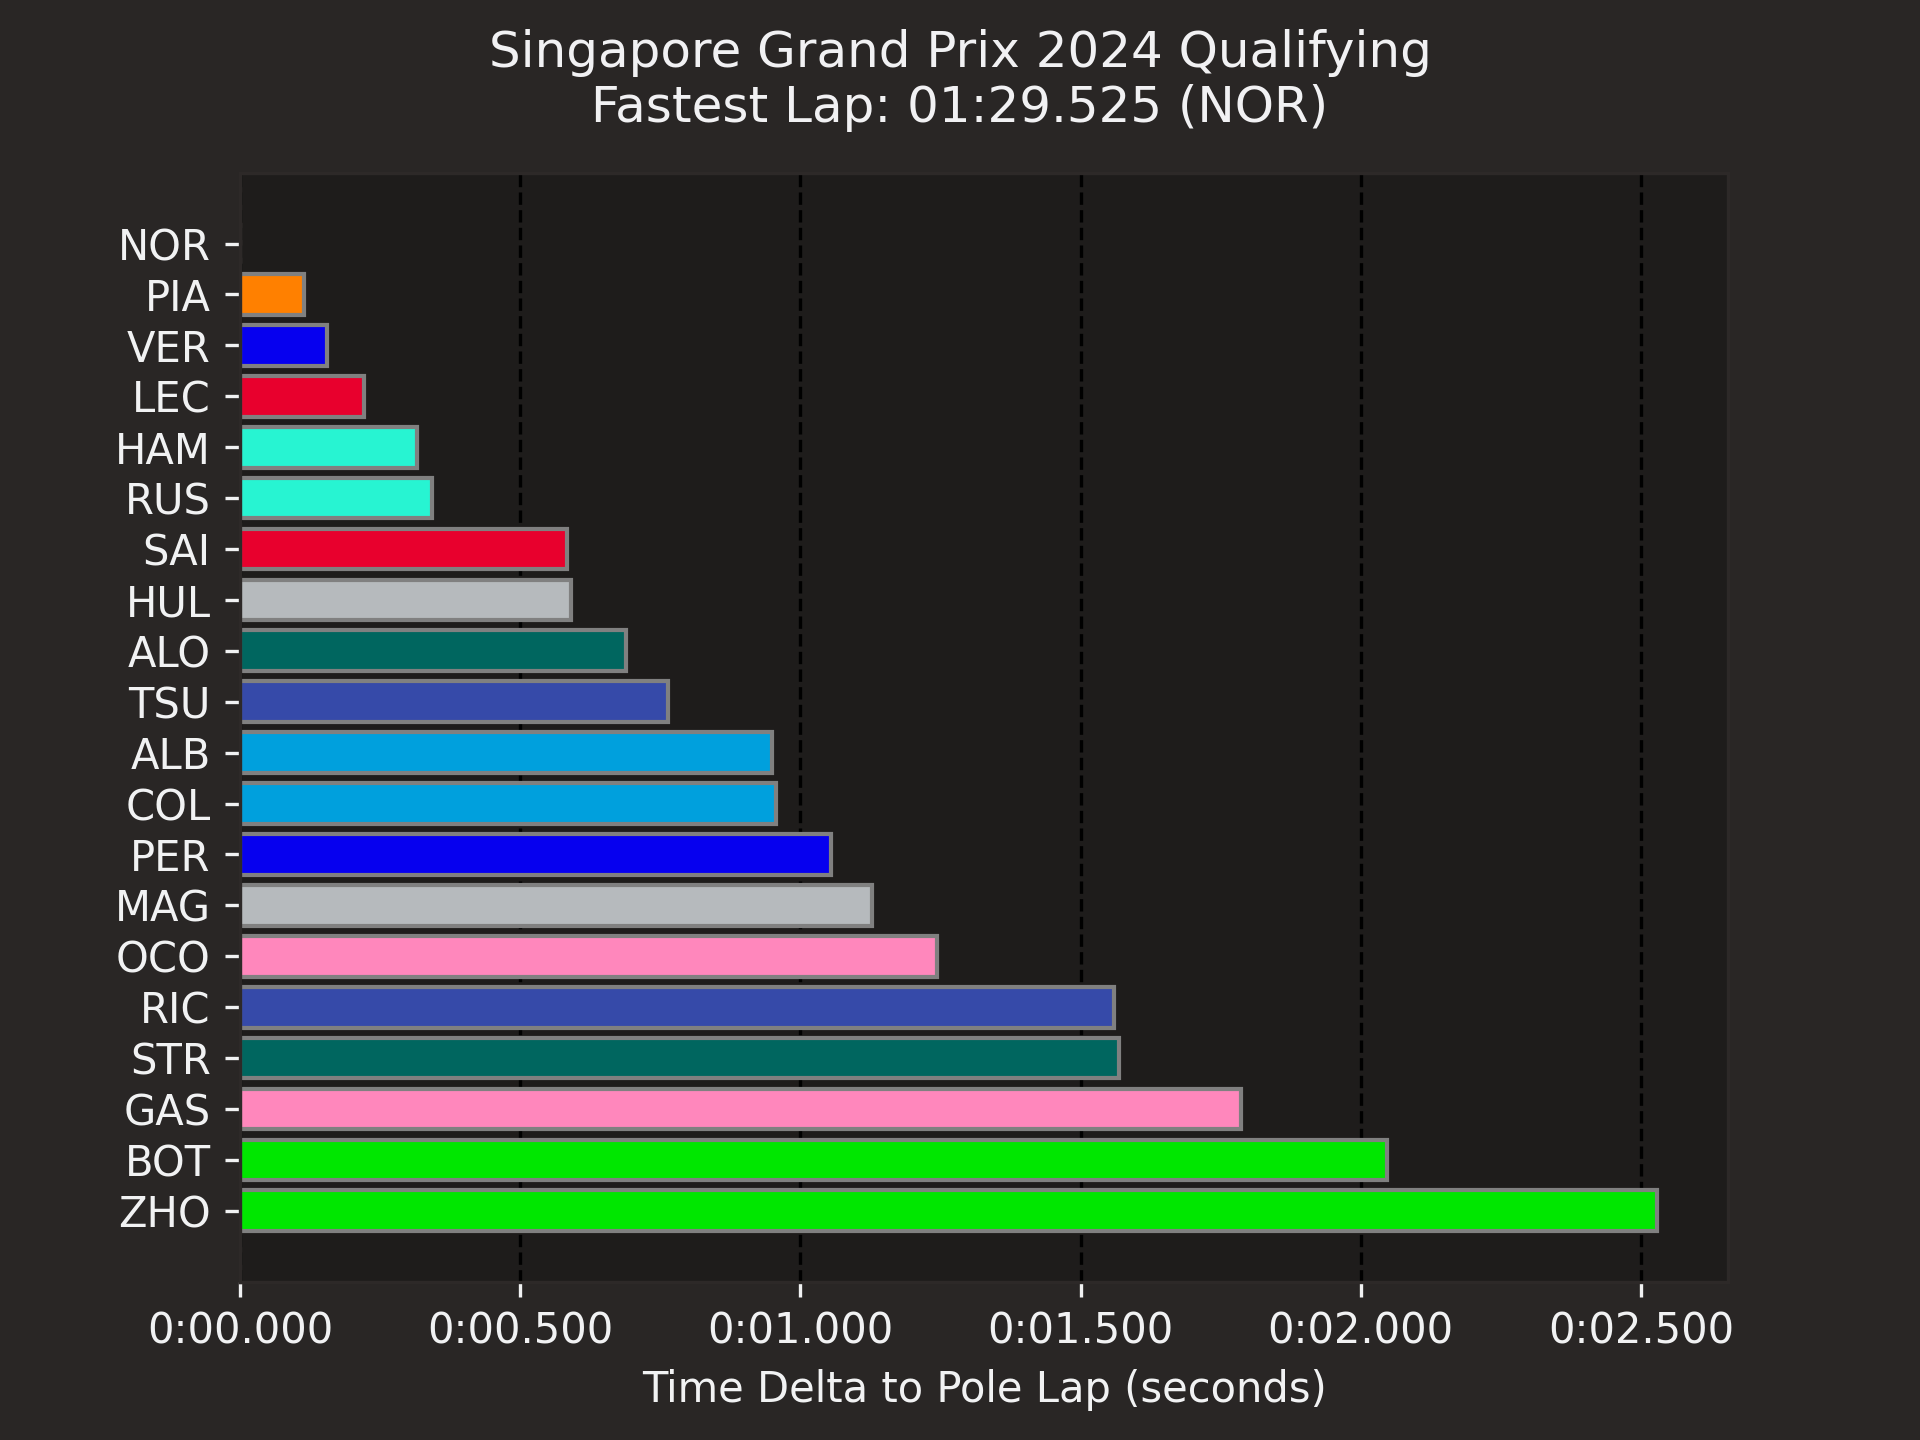 Singapore Grand Prix 2024 Qualifying
Fastest Lap: 01:29.525 (NOR)
NOR
PIA
VER
LEC
HAM
RUS
SAI
HUL
ALO
TSU
ALB
COL
PER
MAG
OCO
RIC
STR
GAS
BOT
ZHO
0:00.000 0:00.500 0:01.000 0:01.500 0:02.000 0:02.500
Time Delta to Pole Lap (seconds)